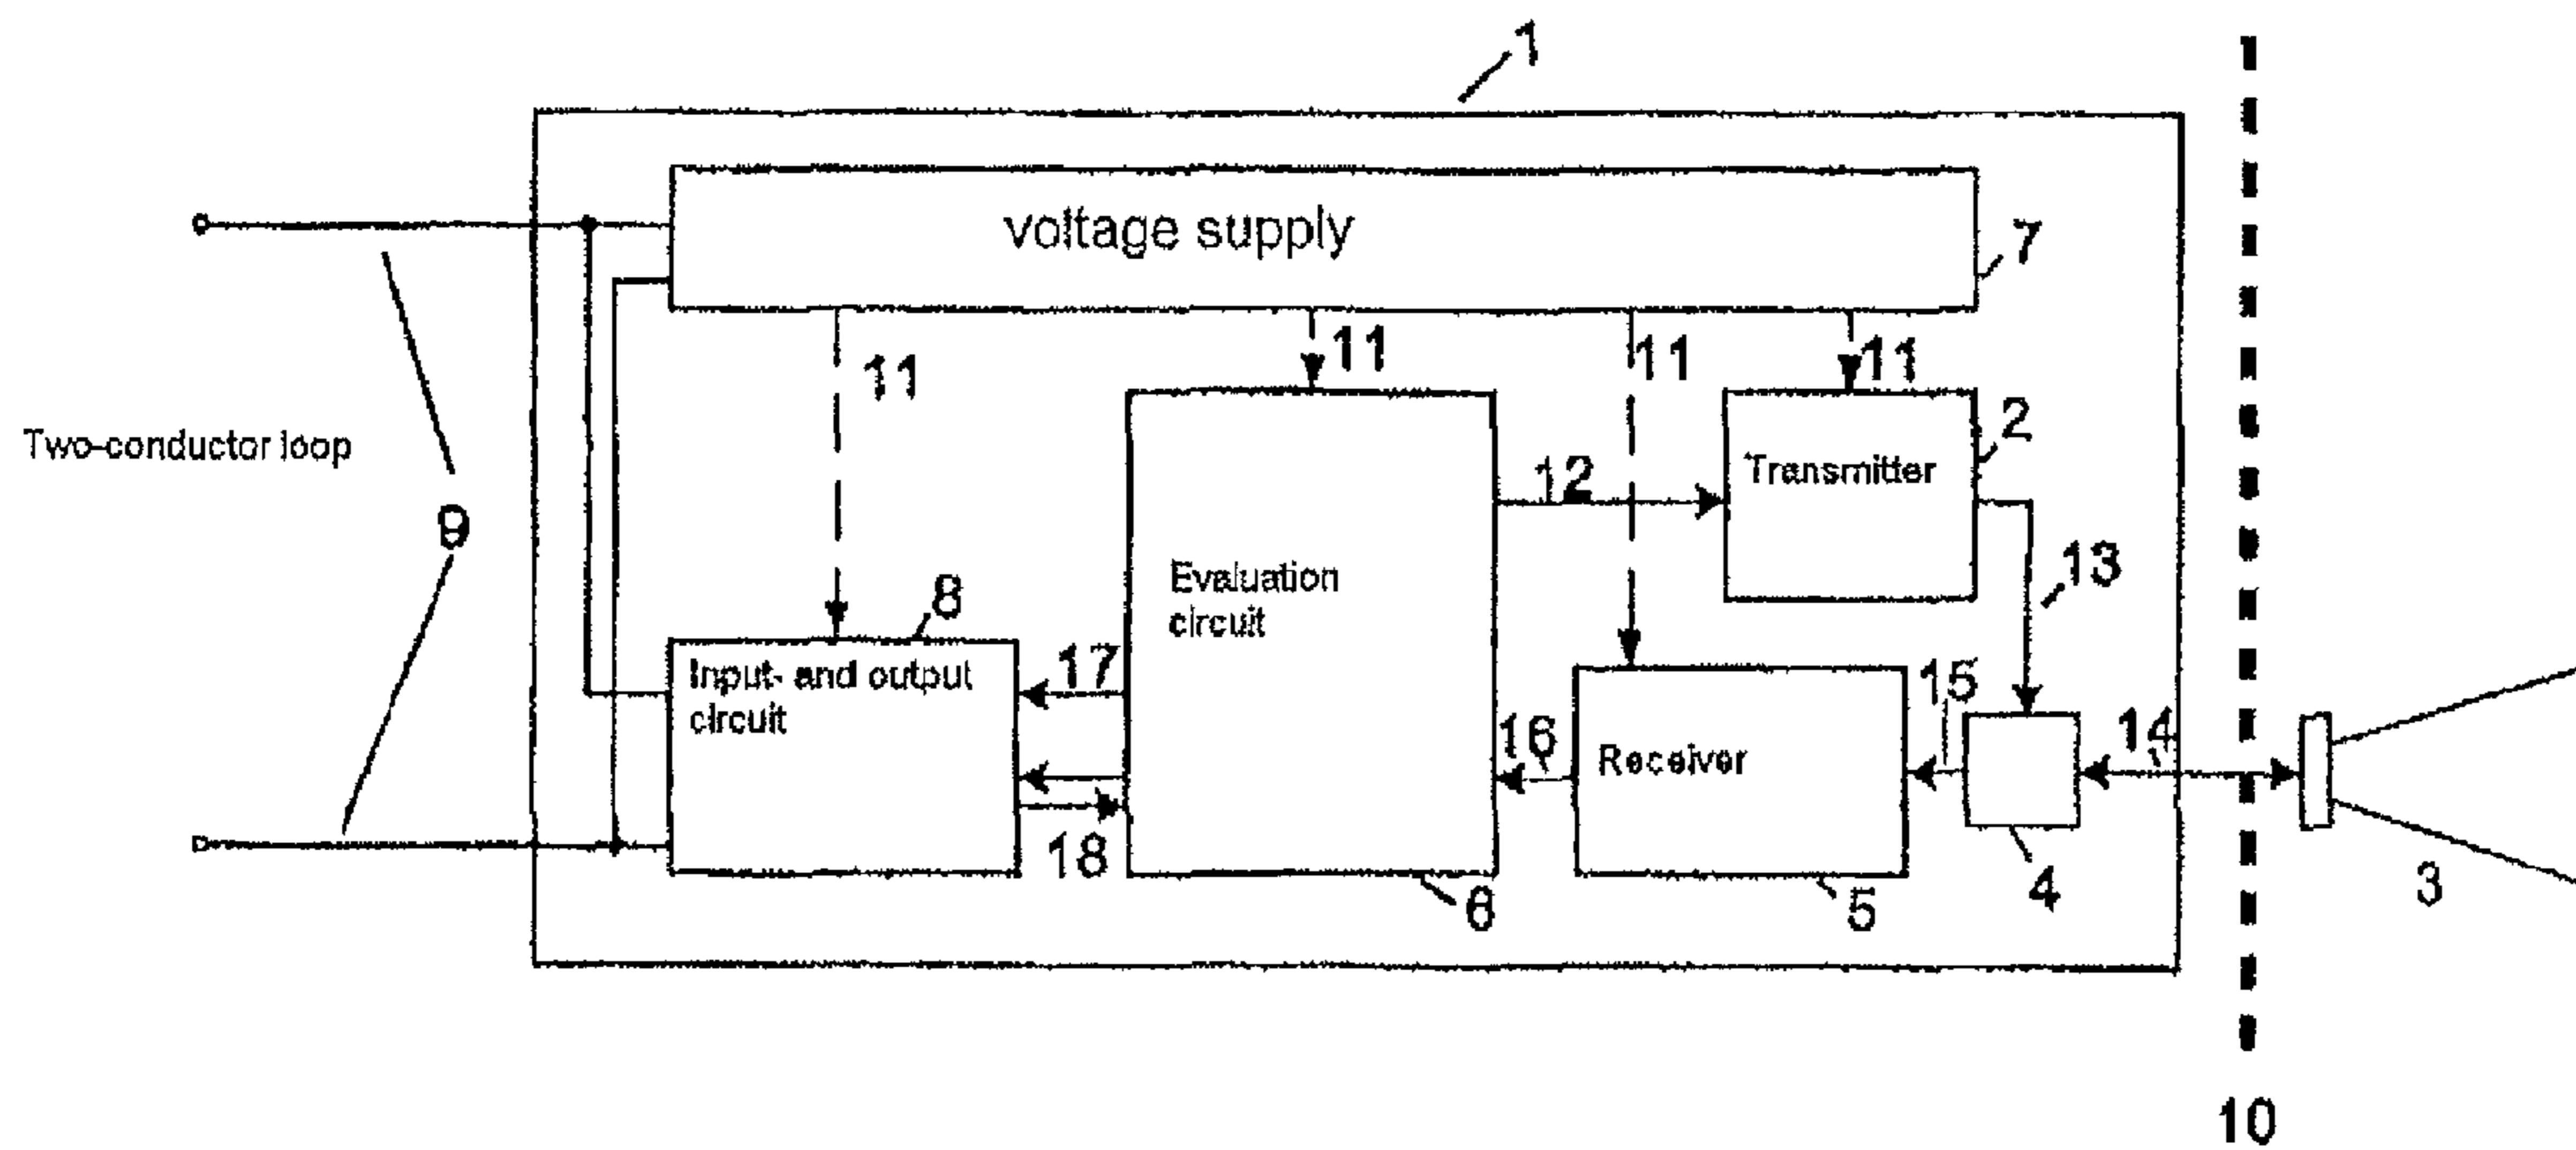 1
voltage supply
7
11
11
11
11
Two-conductor loop
9
2
Transmitter
12
13
Evaluation
circuit
8
17
Input- and output
circuit
15
14
16
Receiver
18
6
5
4
3
10